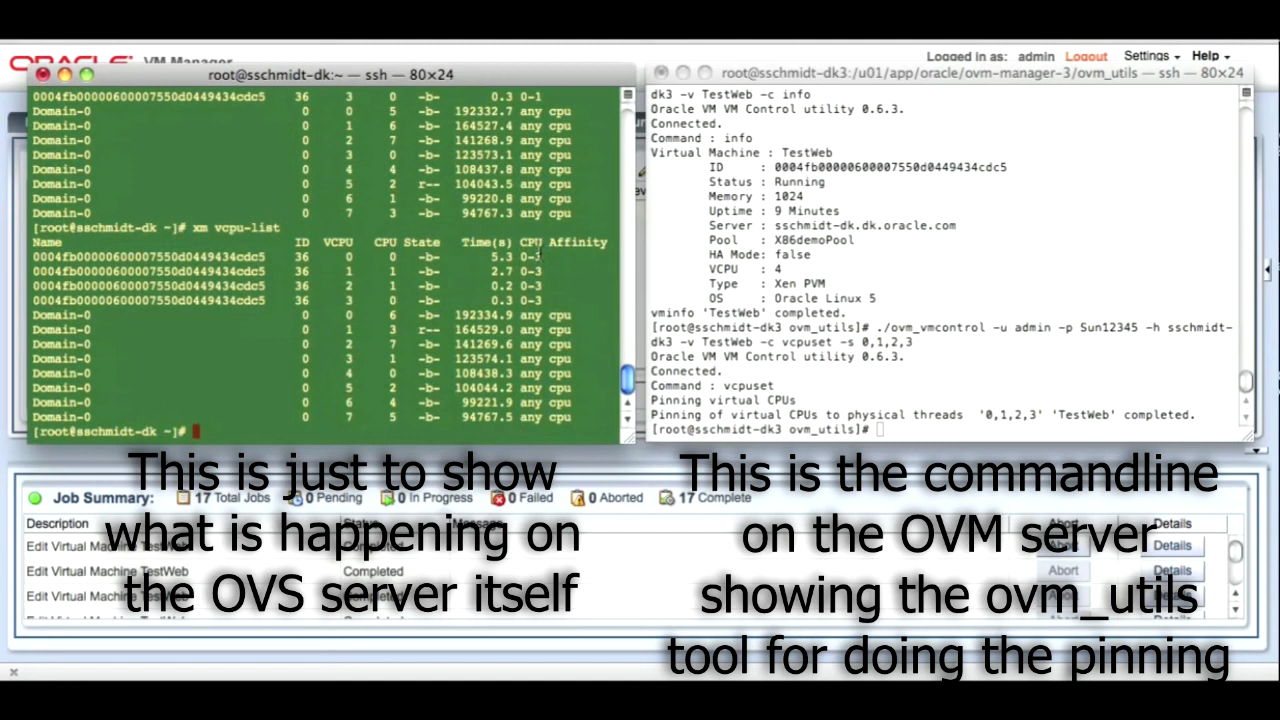 ORACLE VM Manager
Logged in as: admin Logout Settings Help
root@sschmidt-dk:~ — ssh — 80×24
0004fb00000600007550d0449434cdc5 36 3 0 -b- 0.3 0-1
Domain-0 0 0 5 -b- 192332.7 any cpu
Domain-0 0 1 6 -b- 164527.4 any cpu
Domain-0 0 2 7 -b- 141268.9 any cpu
Domain-0 0 3 0 -b- 123573.1 any cpu
Domain-0 0 4 4 -b- 108437.8 any cpu
Domain-0 0 5 2 r-- 104043.5 any cpu
Domain-0 0 6 1 -b- 99220.8 any cpu
Domain-0 0 7 3 -b- 94767.3 any cpu
[root@sschmidt-dk ~]# xm vcpu-list
Name ID VCPU CPU State Time(s) CPU Affinity
0004fb00000600007550d0449434cdc5 36 0 0 -b- 5.3 0-3
0004fb00000600007550d0449434cdc5 36 1 1 -b- 2.7 0-3
0004fb00000600007550d0449434cdc5 36 2 1 -b- 0.2 0-3
0004fb00000600007550d0449434cdc5 36 3 0 -b- 0.3 0-3
Domain-0 0 0 6 -b- 192334.9 any cpu
Domain-0 0 1 3 r-- 164529.0 any cpu
Domain-0 0 2 7 -b- 141269.6 any cpu
Domain-0 0 3 1 -b- 123574.1 any cpu
Domain-0 0 4 0 -b- 108438.3 any cpu
Domain-0 0 5 2 -b- 104044.2 any cpu
Domain-0 0 6 4 -b- 99221.9 any cpu
Domain-0 0 7 5 -b- 94767.5 any cpu
[root@sschmidt-dk ~]#
root@sschmidt-dk3:/u01/app/oracle/ovm-manager-3/ovm_utils — ssh — 80×24
dk3 -v TestWeb -c info
Oracle VM VM Control utility 0.6.3.
Connected.
Command : info
Virtual Machine : TestWeb
ID : 0004fb00000600007550d0449434cdc5
Status : Running
Memory : 1024
Uptime : 9 Minutes
Server : sschmidt-dk.dk.oracle.com
Pool : X86demoPool
HA Mode: false
VCPU : 4
Type : Xen PVM
OS : Oracle Linux 5
vminfo 'TestWeb' completed.
[root@sschmidt-dk3 ovm_utils]# ./ovm_vmcontrol -u admin -p Sun12345 -h sschmidt-
dk3 -v TestWeb -c vcpuset -s 0,1,2,3
Oracle VM VM Control utility 0.6.3.
Connected.
Command : vcpuset
Pinning virtual CPUs
Pinning of virtual CPUs to physical threads '0,1,2,3' 'TestWeb' completed.
[root@sschmidt-dk3 ovm_utils]#
This is just to show
what is happening on
the OVS server itself
This is the commandline
on the OVM server
showing the ovm_utils
tool for doing the pinning
Job Summary: 17 Total Jobs 0 Pending 0 In Progress 0 Failed 0 Aborted 17 Complete
Description Status Message Abort Details
Edit Virtual Machine TestWeb Completed Abort Details
Edit Virtual Machine TestWeb Completed Abort Details
Edit Virtual Machine TestWeb Completed Abort Details